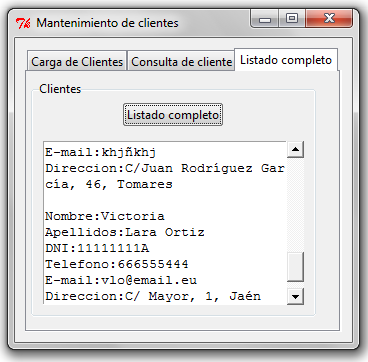 Mantenimiento de clientes
Carga de Clientes
Consulta de cliente
Listado completo
Clientes
Listado completo
E-mail:khjñkhj
Direccion:C/Juan Rodríguez Gar
cía, 46, Tomares
Nombre:Victoria
Apellidos:Lara Ortiz
DNI:11111111A
Telefono:666555444
E-mail:vlo@email.eu
Direccion:C/ Mayor, 1, Jaén